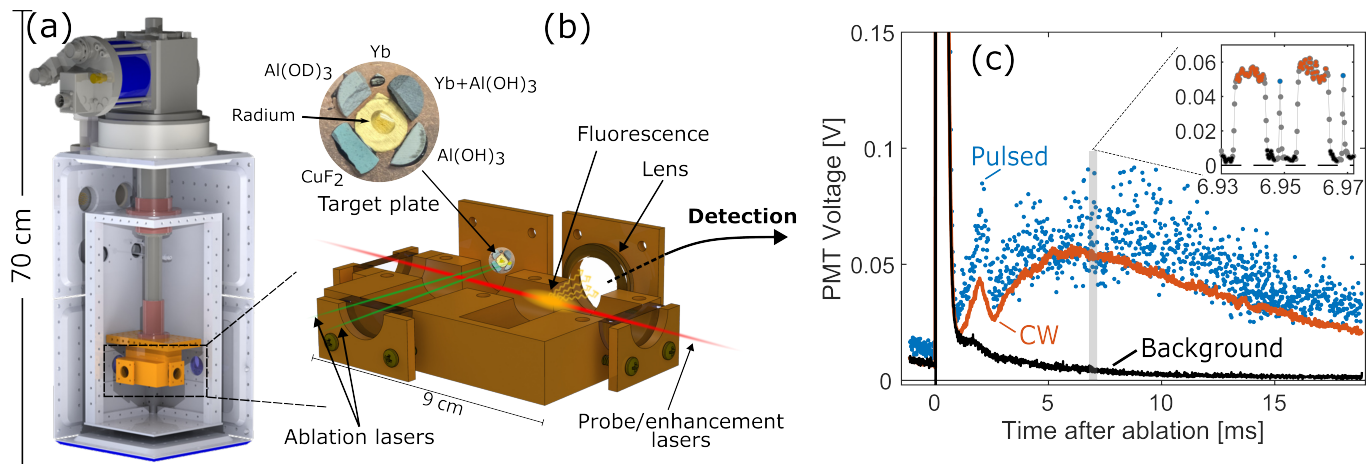 (a)
70 cm
(b)
Yb
Al(OD)3
Yb+Al(OH)3
Radium
Al(OH)3
CuF2
Target plate
Fluorescence
Lens
Detection
9 cm
Ablation lasers
Probe/enhancement
lasers
(c)
PMT Voltage [V]
0.15
0.1
0.05
0
0
5
10
15
Time after ablation [ms]
Pulsed
CW
Background
0.06
0.04
0.02
0
6.93
6.95
6.97